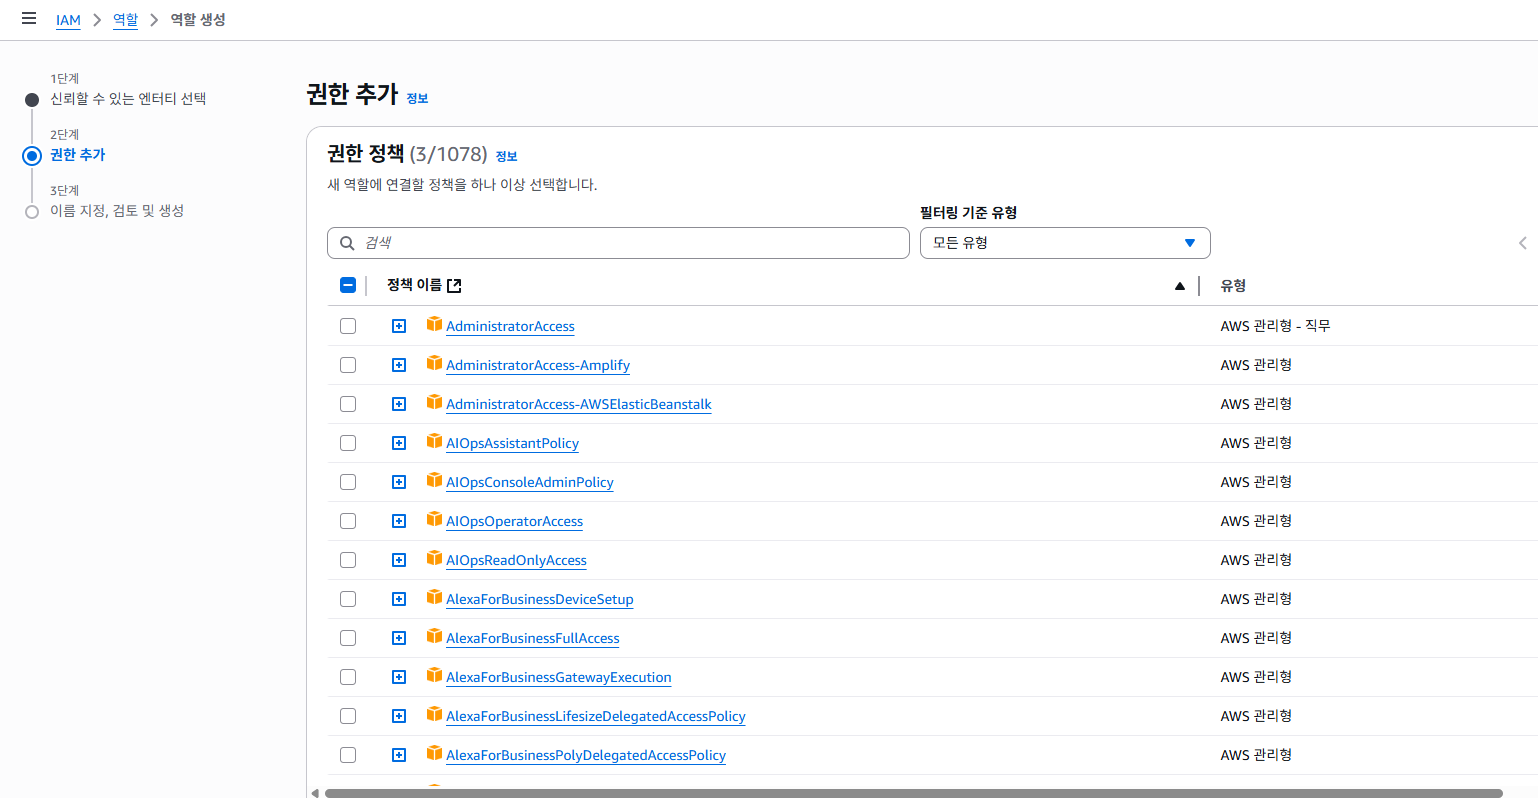 IAM > 역할 > 역할 생성
1단계
신뢰할 수 있는 엔터티 선택
2단계
권한 추가
3단계
이름 지정, 검토 및 생성
권한 추가 정보
권한 정책 (3/1078) 정보
새 역할에 연결할 정책을 하나 이상 선택합니다.
필터링 기준 유형
검색 모든 유형
정책 이름 유형
AdministratorAccess AWS 관리형 - 직무
AdministratorAccess-Amplify AWS 관리형
AdministratorAccess-AWSElasticBeanstalk AWS 관리형
AIOpsAssistantPolicy AWS 관리형
AIOpsConsoleAdminPolicy AWS 관리형
AIOpsOperatorAccess AWS 관리형
AIOpsReadOnlyAccess AWS 관리형
AlexaForBusinessDeviceSetup AWS 관리형
AlexaForBusinessFullAccess AWS 관리형
AlexaForBusinessGatewayExecution AWS 관리형
AlexaForBusinessLifesizeDelegatedAccessPolicy AWS 관리형
AlexaForBusinessPolyDelegatedAccessPolicy AWS 관리형